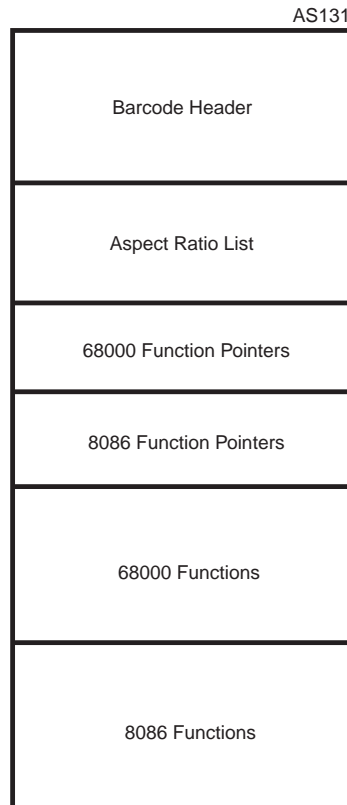 AS131
Barcode Header
Aspect Ratio List
68000 Function Pointers
8086 Function Pointers
68000 Functions
8086 Functions